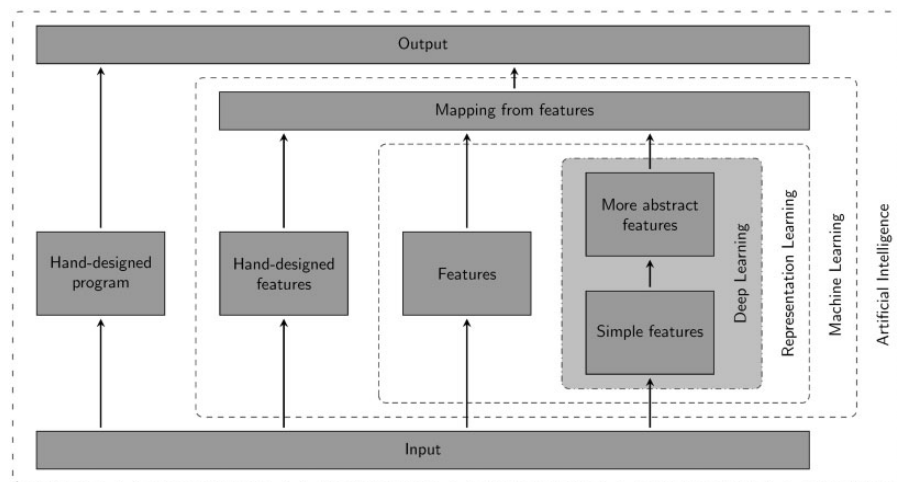 Output
Mapping from features
More abstract
features
Hand-designed
program
Hand-designed
features
Features
Simple features
Deep Learning
Representation Learning
Machine Learning
Artificial Intelligence
Input